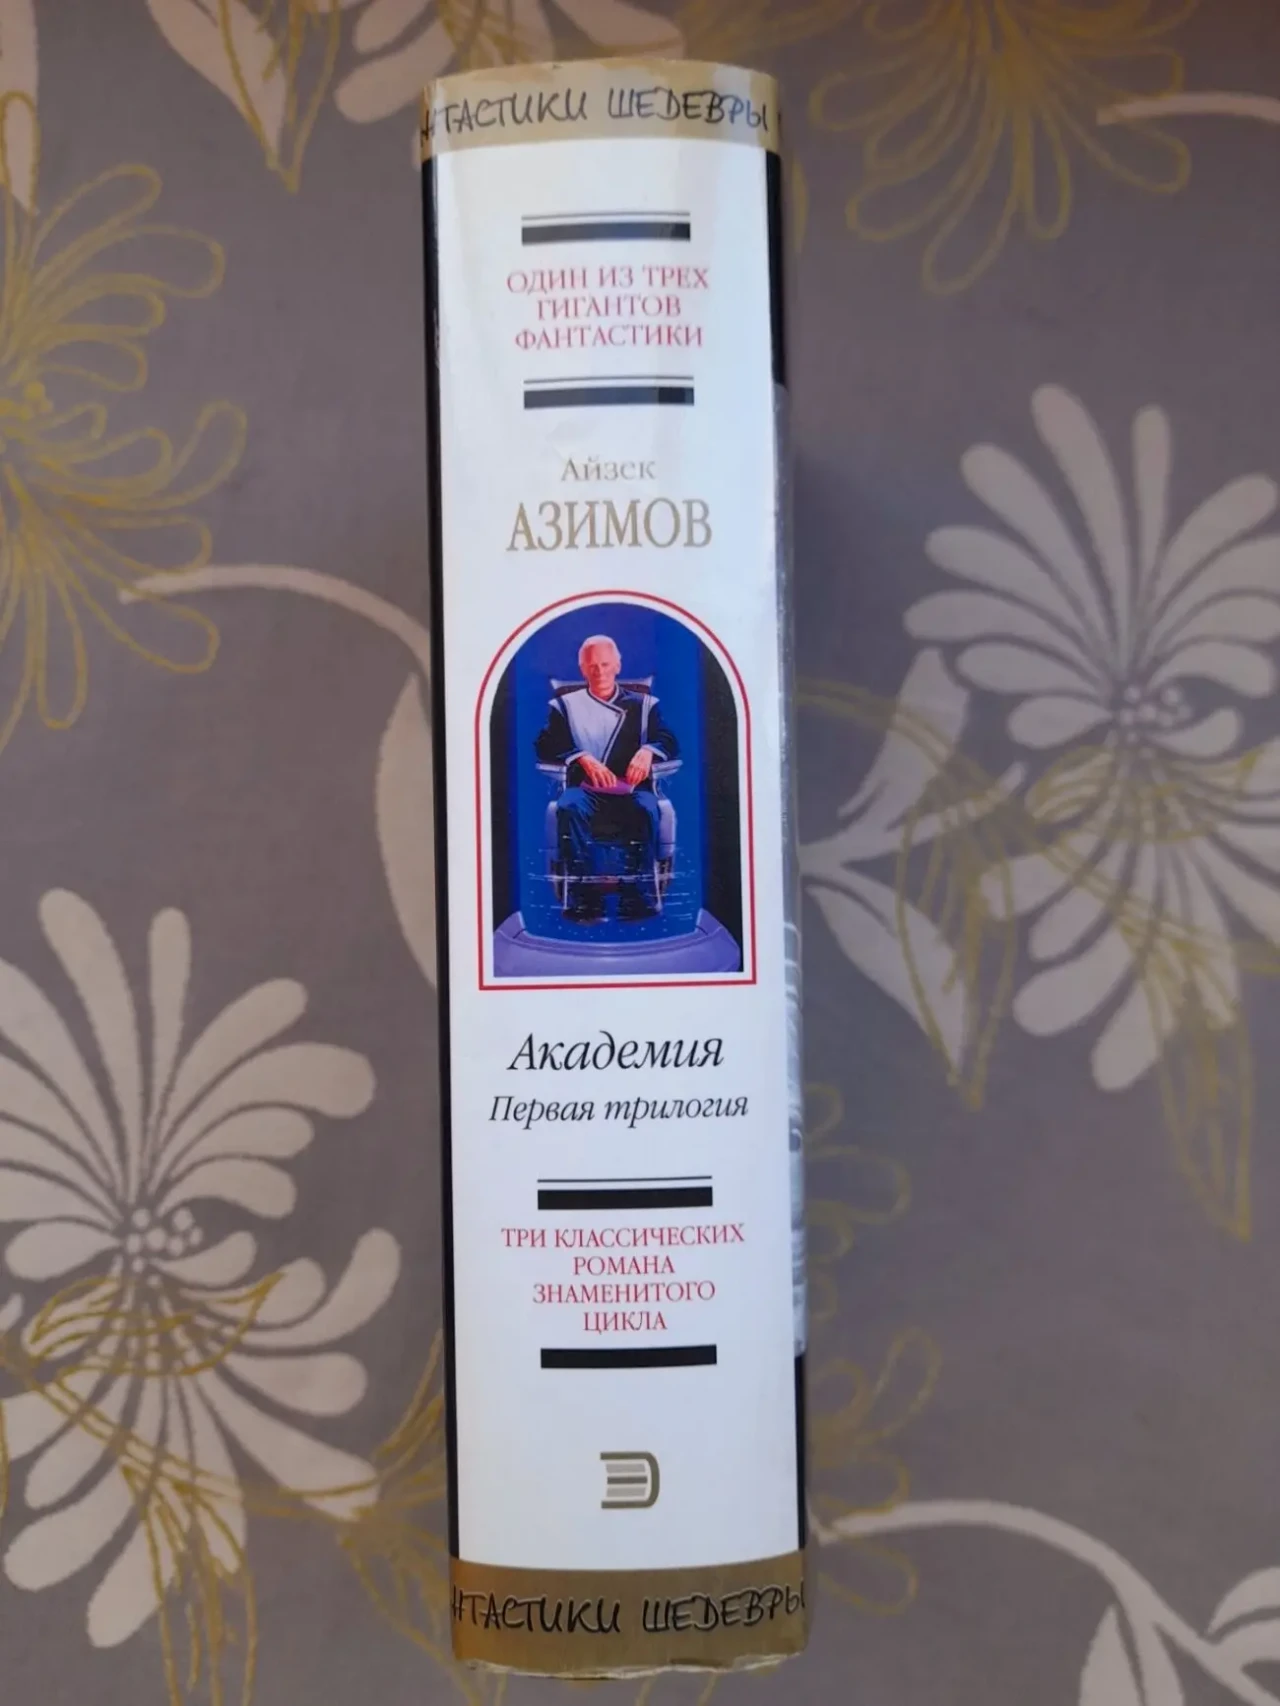 НТАСТИКИ ШЕДЕВРЫ
ОДИН ИЗ ТРЕХ
ГИГАНТОВ
ФАНТАСТИКИ
Айзек
АЗИМОВ
Академия
Первая трилогия
ТРИ КЛАССИЧЕСКИХ
РОМАНА
ЗНАМЕНИТОГО
ЦИКЛА
Э
НТАСТИКИ ШЕДЕВРЫ